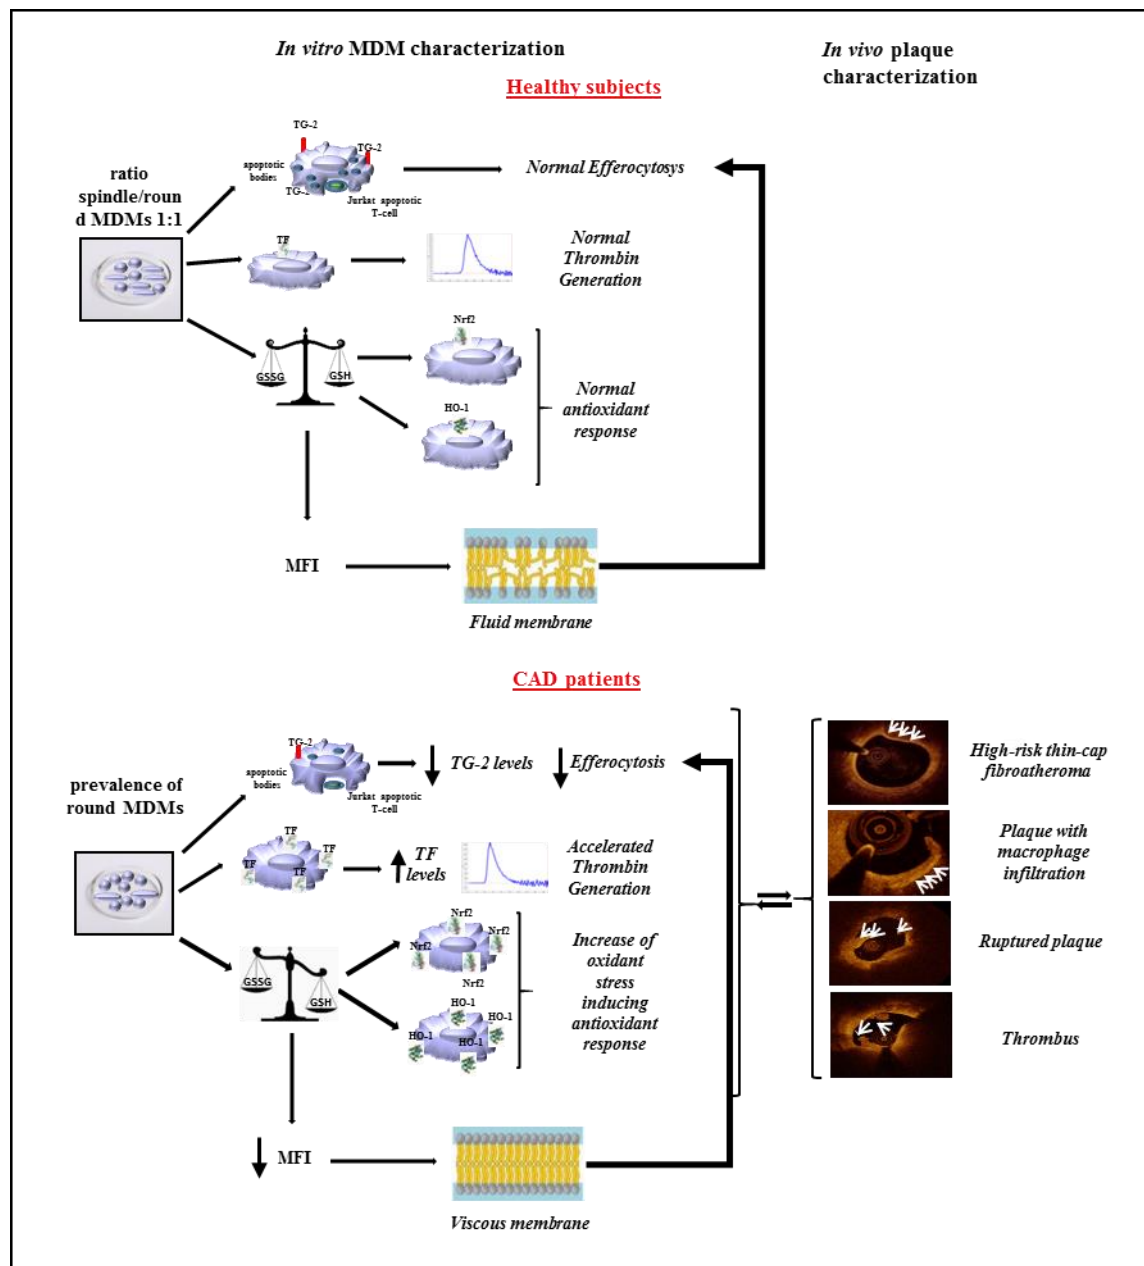 In vitro MDM characterization
In vivo plaque
characterization
Healthy subjects
TG-2
TG-2
apoptotic
bodies
TG-2
Jurkat apoptotic
T-cell
Normal Efferocytosys
ratio
spindle/roun
d MDMs 1:1
TF
Normal
Thrombin
Generation
GSSG
GSH
Nrf2
HO-1
Normal
antioxidant
response
MFI
Fluid membrane
CAD patients
TG-2
apoptotic
bodies
Jurkat apoptotic
T-cell
TG-2 levels
Efferocytosis
prevalence of
round MDMs
TF
TF
TF
TF
TF
levels
Accelerated
Thrombin
Generation
GSSG
GSH
Nrf2
Nrf2
Nrf2
Nrf2
HO-1
HO-1
HO-1
HO-1
Increase of
oxidant
stress
inducing
antioxidant
response
MFI
Viscous membrane
High-risk thin-cap
fibroatheroma
Plaque with
macrophage
infiltration
Ruptured plaque
Thrombus